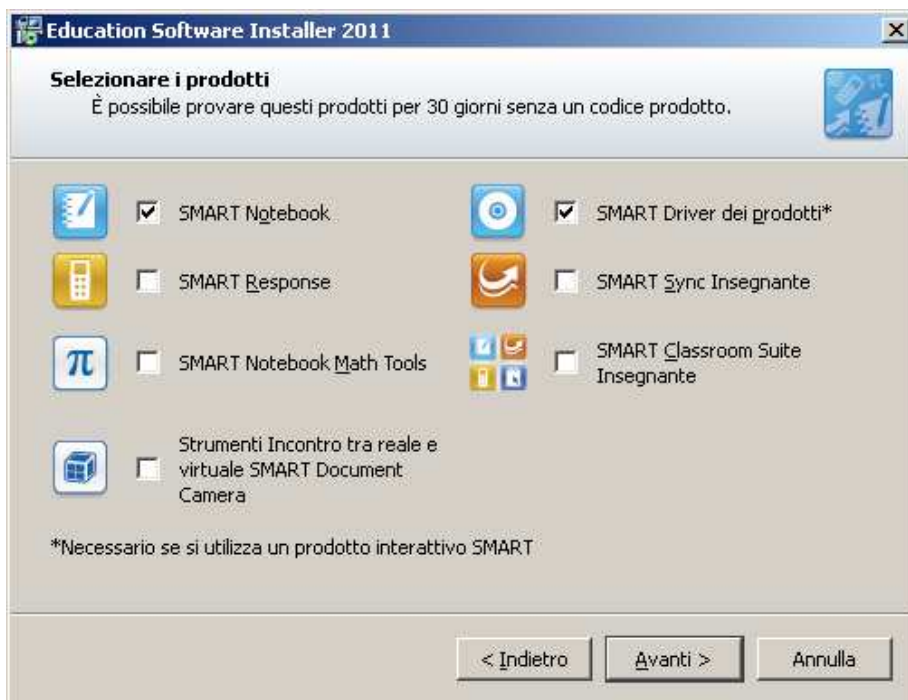 Education Software Installer 2011
Selezionare i prodotti
È possibile provare questi prodotti per 30 giorni senza un codice prodotto.
SMART Notebook
SMART Driver dei prodotti*
SMART Response
SMART Sync Insegnante
π
SMART Notebook Math Tools
SMART Classroom Suite
Insegnante
Strumenti Incontro tra reale e
virtuale SMART Document
Camera
*Necessario se si utilizza un prodotto interattivo SMART
< Indietro
Avanti >
Annulla